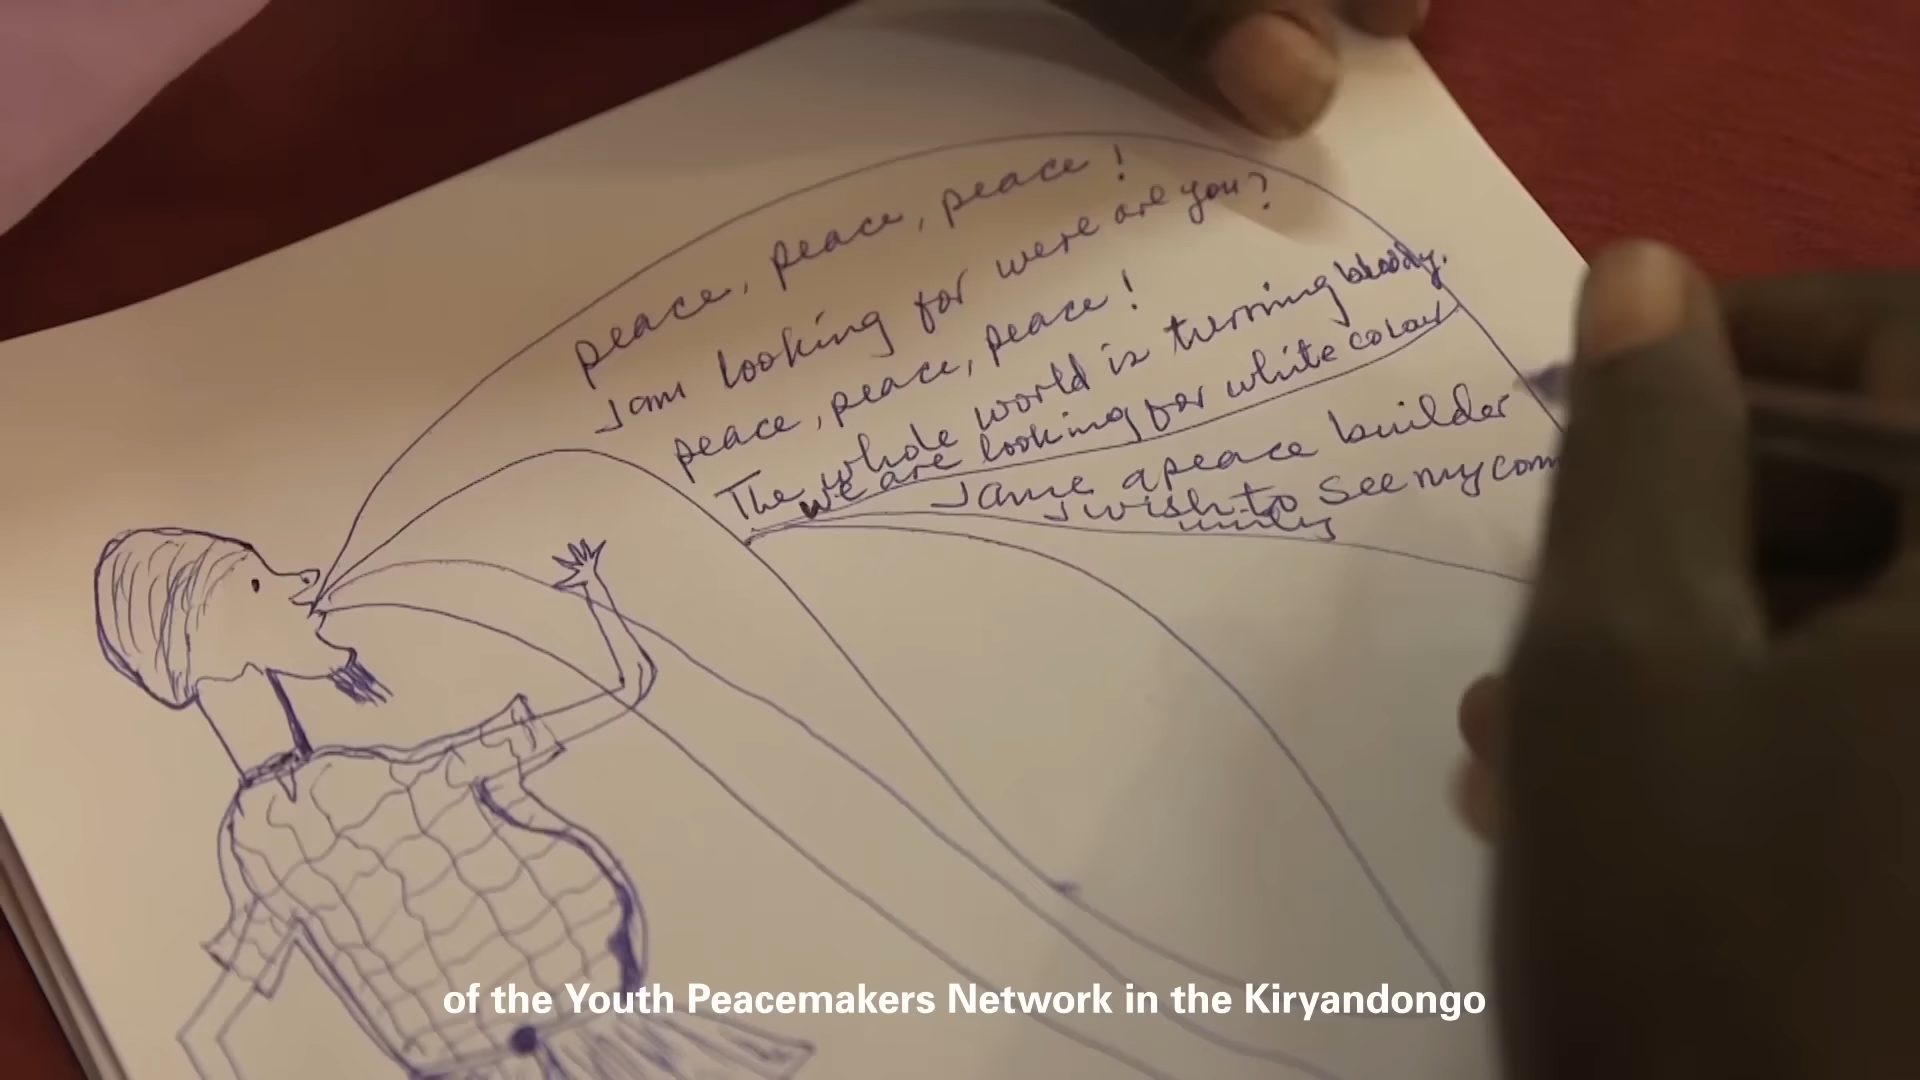 peace, peace, peace!
I am looking for were are you?
peace, peace, peace!
The whole world is turning bloody.
we are looking for white colour
I am a peace builder
I wish to see my com
unity
of the Youth Peacemakers Network in the Kiryandongo